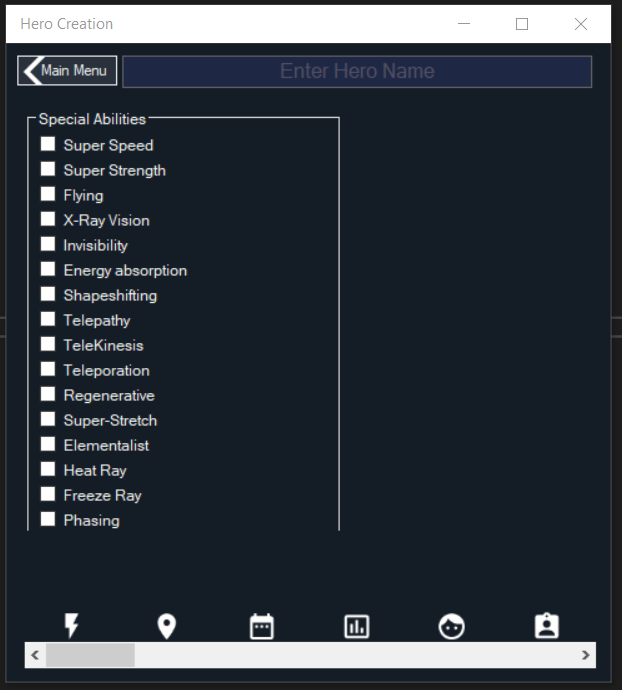 Hero Creation
Main Menu
Enter Hero Name
Special Abilities
Super Speed
Super Strength
Flying
X-Ray Vision
Invisibility
Energy absorption
Shapeshifting
Telepathy
TeleKinesis
Teleporation
Regenerative
Super-Stretch
Elementalist
Heat Ray
Freeze Ray
Phasing